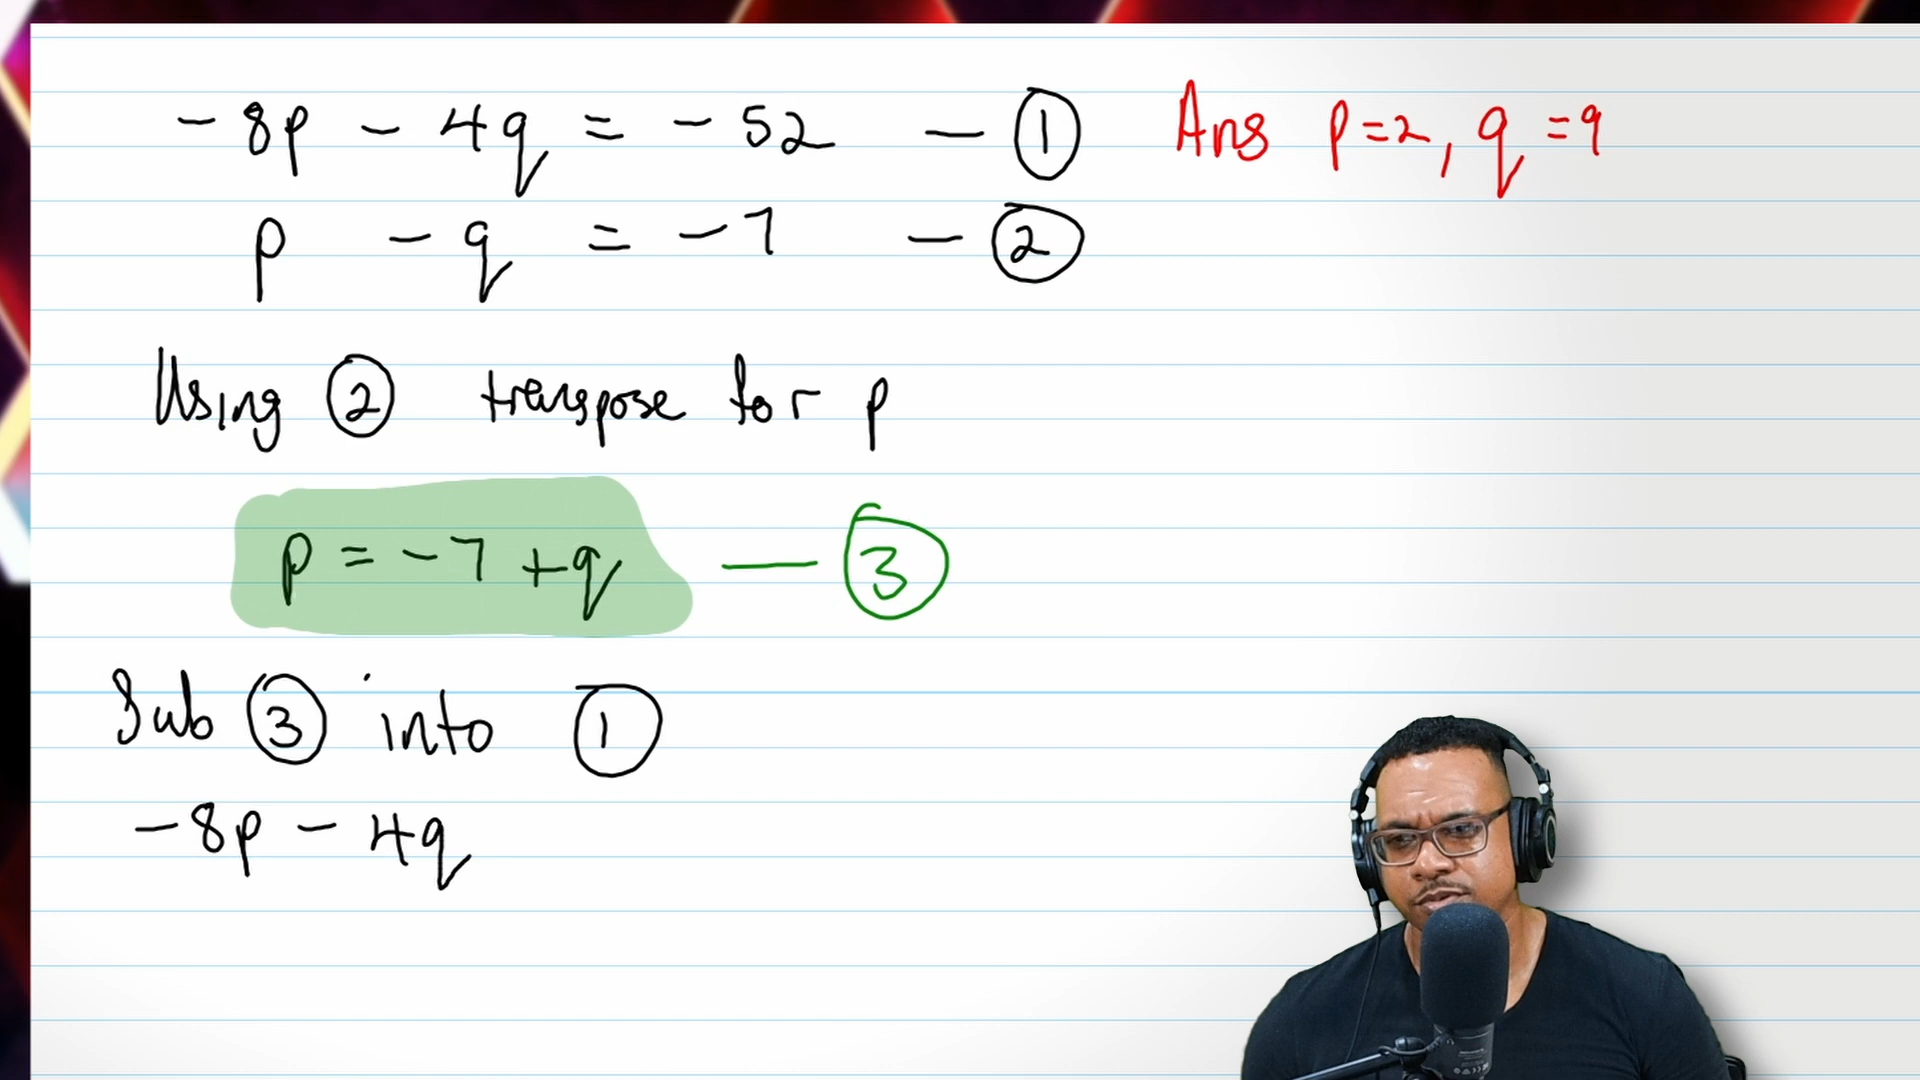 -8p - 4q = -52 — ① Ans p=2, q=9
p - q = -7 — ②
Using ② transpose for p
p = -7 + q — ③
Sub ③ into ①
-8p - 4q